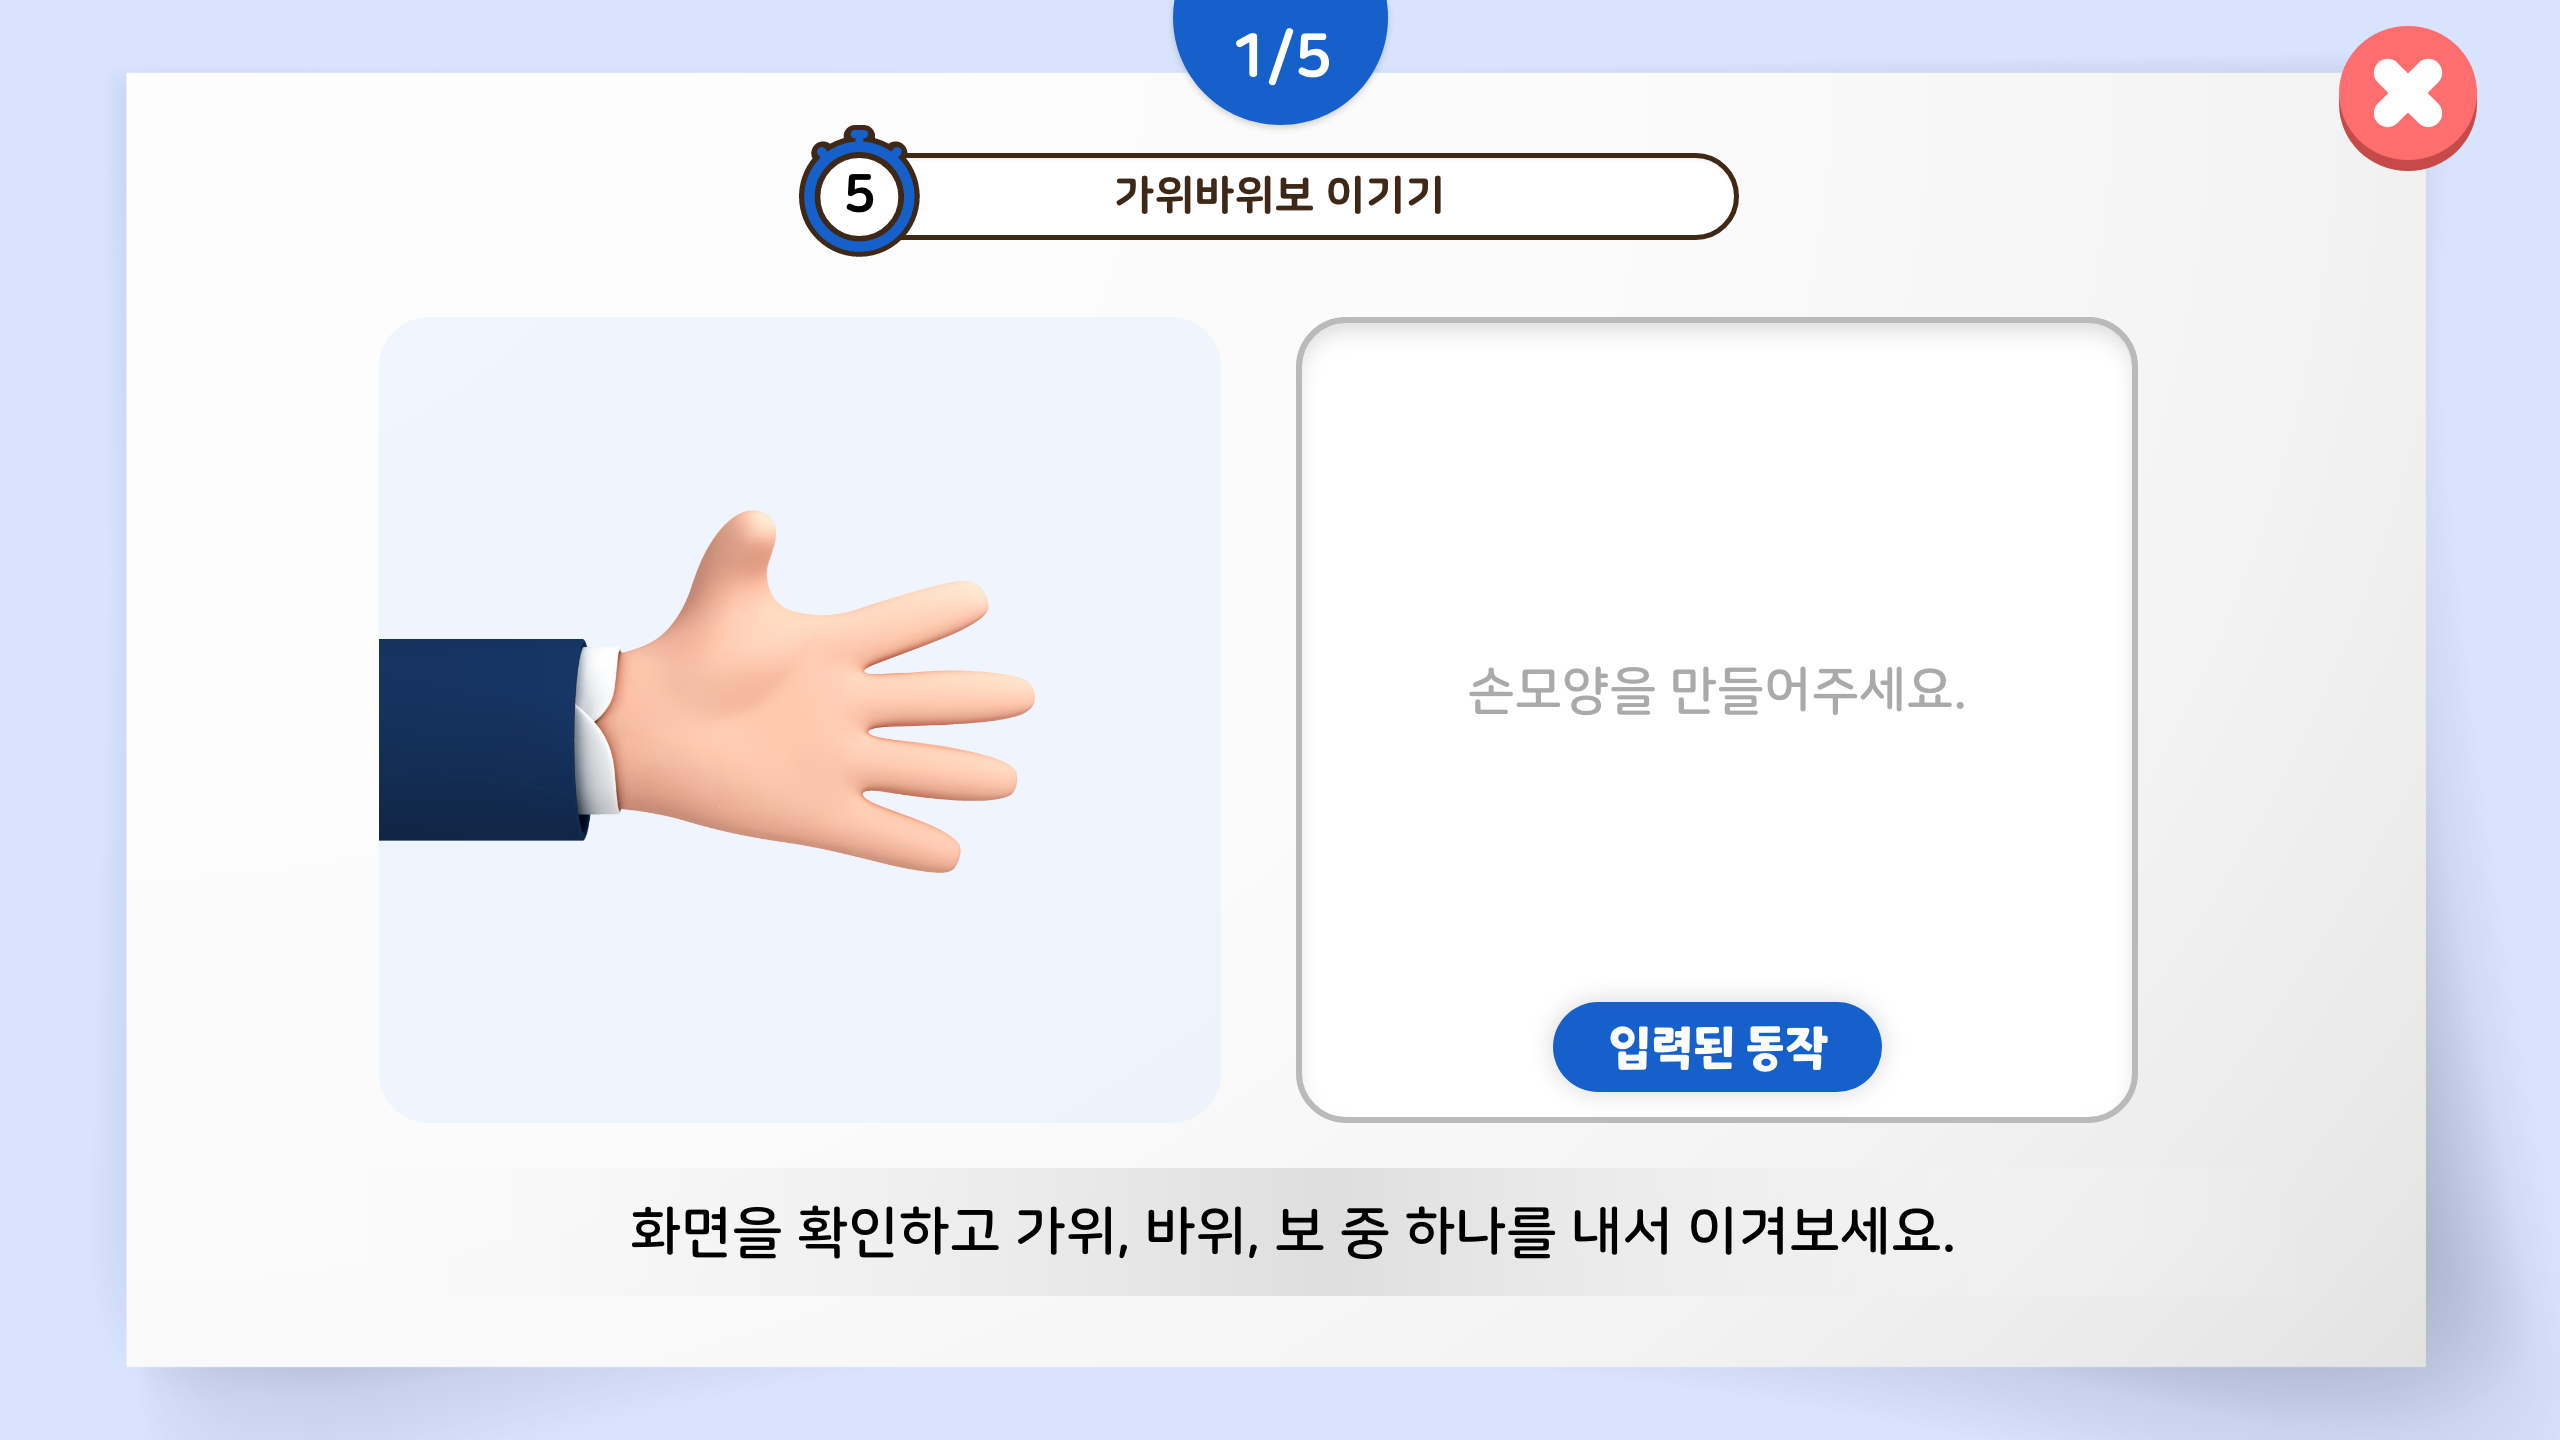 1/5
5
가위바위보 이기기
손모양을 만들어주세요.
입력된 동작
화면을 확인하고 가위, 바위, 보 중 하나를 내서 이겨보세요.